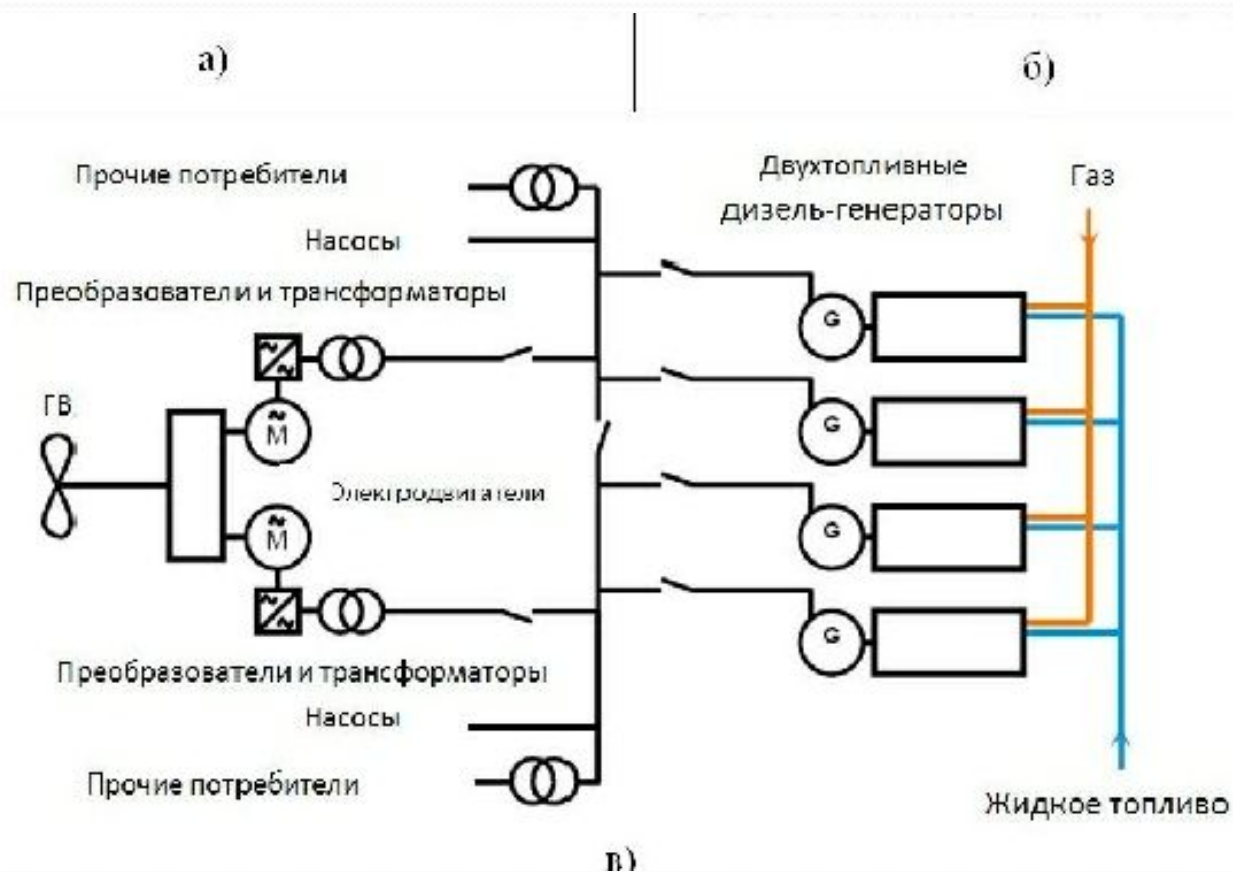 а)
б)
Прочие потребители
Двухтопливные
дизель-генераторы
Газ
Насосы
Преобразователи и трансформаторы
G
ГВ
M
G
Электродвигатели
M
G
G
Преобразователи и трансформаторы
Насосы
Прочие потребители
Жидкое топливо
в)